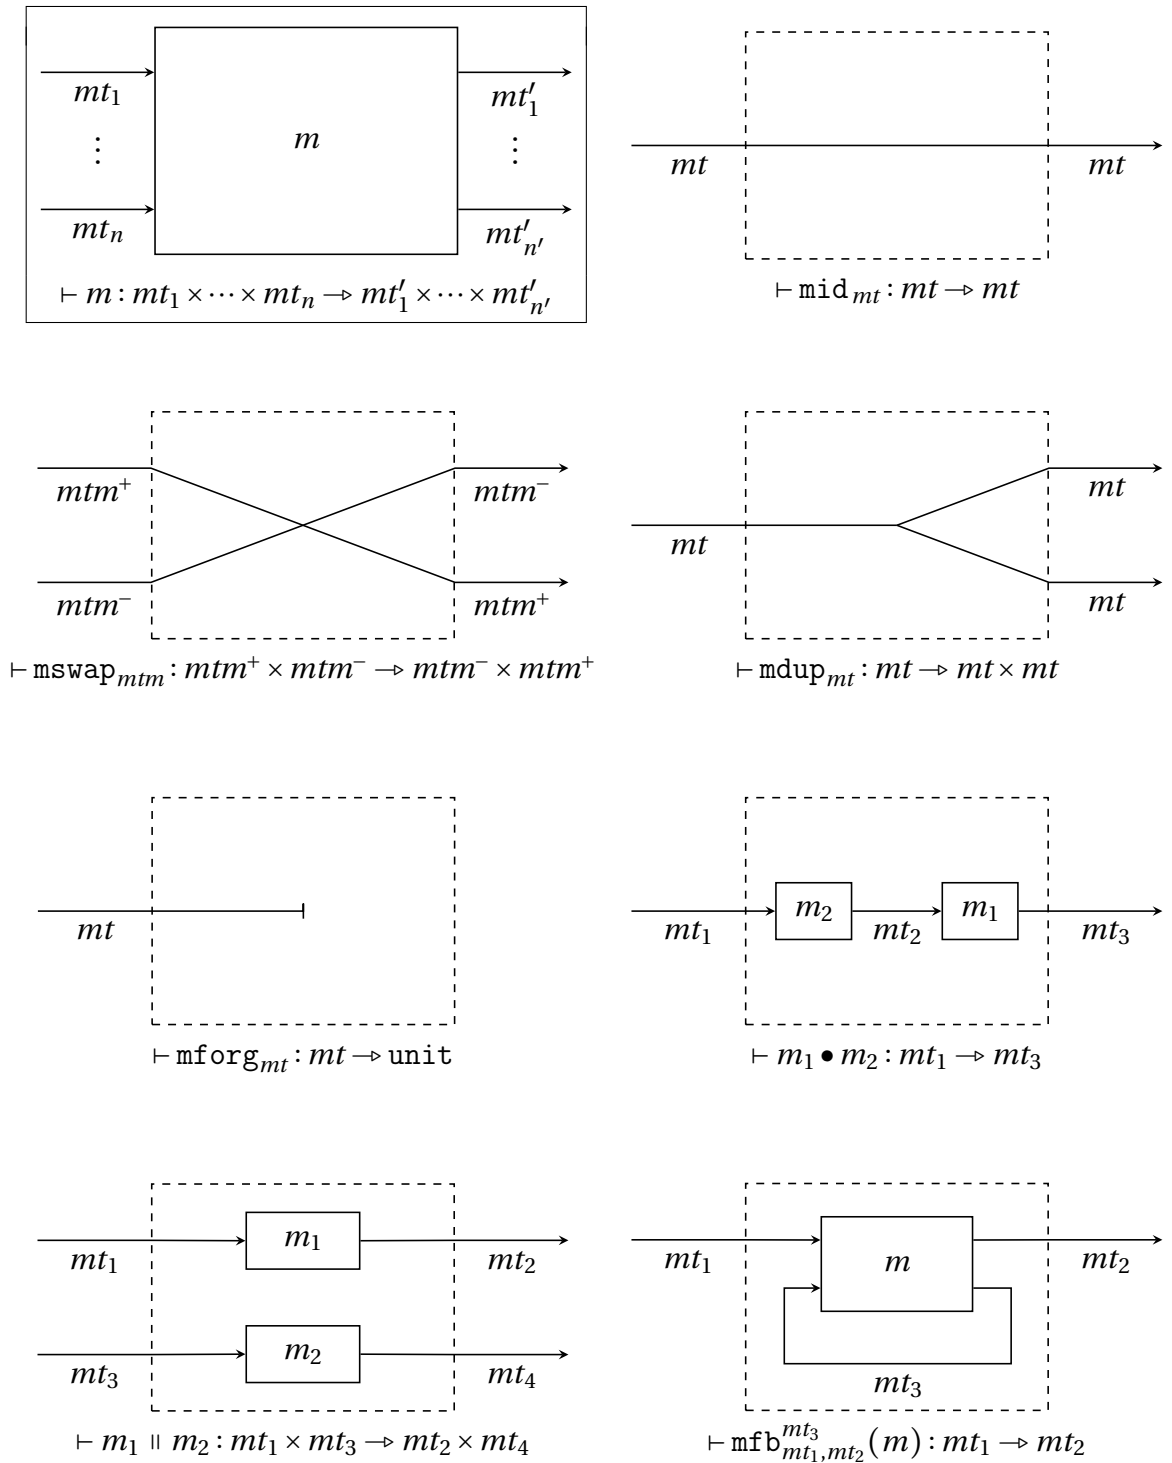 mt₁ mt′₁
⋮ m ⋮
mtₙ mt′ₙ′
⊢ m : mt₁ × ⋯ × mtₙ ⇾ mt′₁ × ⋯ × mt′ₙ′
mt mt
⊢ mid_mt : mt ⇾ mt
mtm⁺ mtm⁻
mtm⁻ mtm⁺
⊢ mswap_mtm : mtm⁺ × mtm⁻ ⇾ mtm⁻ × mtm⁺
mt
mt
mt
⊢ mdup_mt : mt ⇾ mt × mt
mt
⊢ mforg_mt : mt ⇾ unit
m₂ m₁
mt₁ mt₂ mt₃
⊢ m₁ • m₂ : mt₁ ⇾ mt₃
m₁
mt₁ mt₂
m₂
mt₃ mt₄
⊢ m₁ ॥ m₂ : mt₁ × mt₃ ⇾ mt₂ × mt₄
mt₁ m mt₂
mt₃
⊢ mfb^{mt₃}_{mt₁,mt₂}(m) : mt₁ ⇾ mt₂